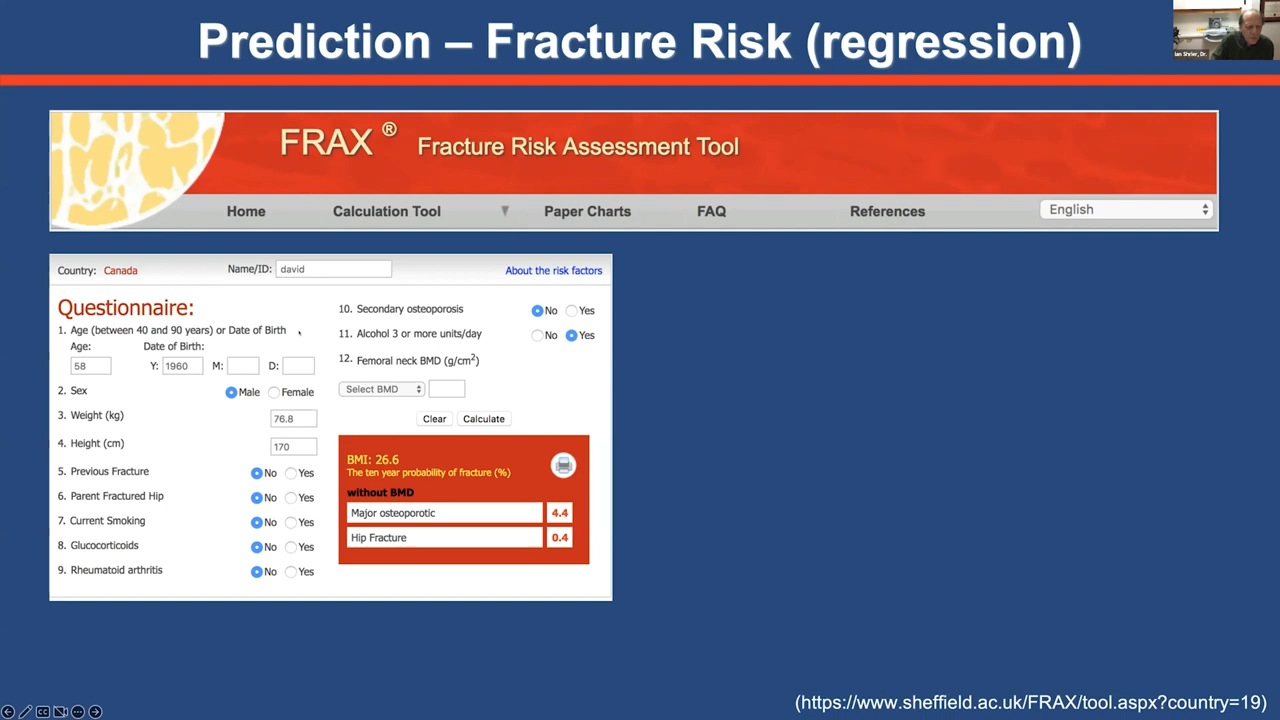 Prediction – Fracture Risk (regression)
Ian Shrier, Dr.
FRAX ® Fracture Risk Assessment Tool
Home Calculation Tool ▼ Paper Charts FAQ References English
Country: Canada Name/ID: david About the risk factors
Questionnaire:
1. Age (between 40 and 90 years) or Date of Birth
Age: Date of Birth:
58 Y: 1960 M: D:
2. Sex Male Female
3. Weight (kg) 76.8
4. Height (cm) 170
5. Previous Fracture No Yes
6. Parent Fractured Hip No Yes
7. Current Smoking No Yes
8. Glucocorticoids No Yes
9. Rheumatoid arthritis No Yes
10. Secondary osteoporosis No Yes
11. Alcohol 3 or more units/day No Yes
12. Femoral neck BMD (g/cm²)
Select BMD
Clear Calculate
BMI: 26.6
The ten year probability of fracture (%)
without BMD
Major osteoporotic 4.4
Hip Fracture 0.4
(https://www.sheffield.ac.uk/FRAX/tool.aspx?country=19)